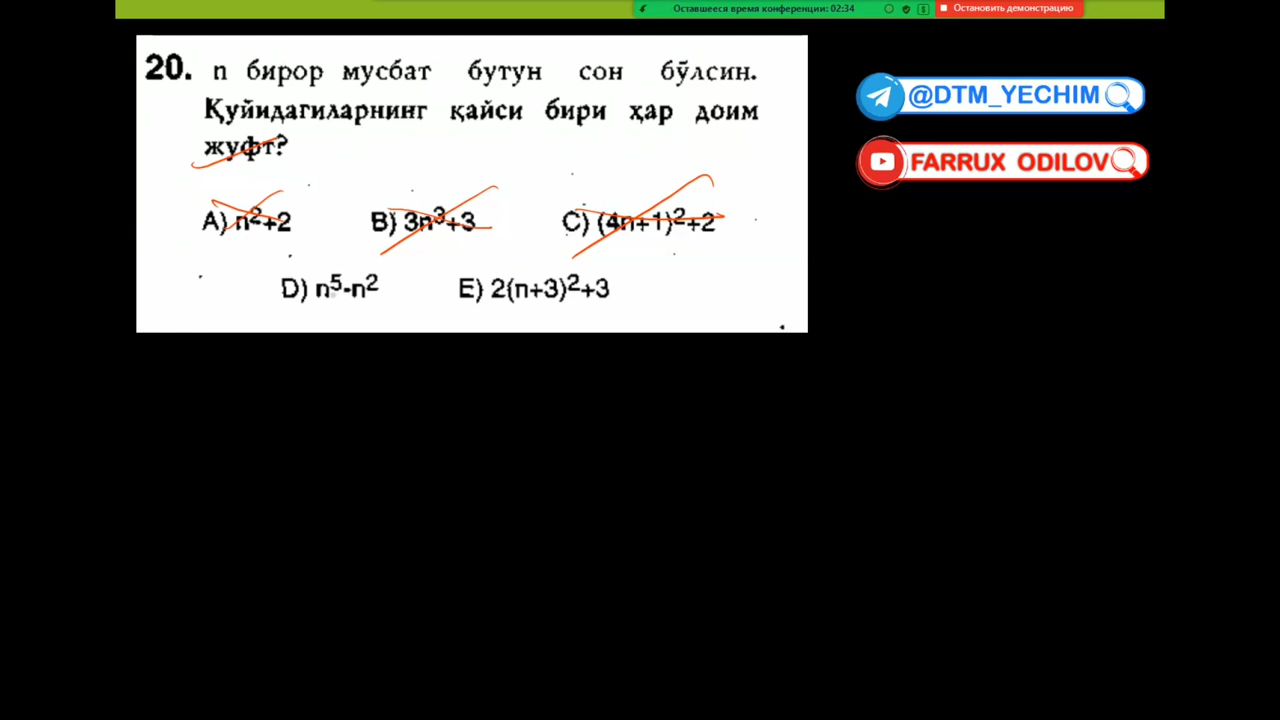 Оставшееся время конференции: 02:34
Остановить демонстрацию
20. n бирор мусбат бутун сон бўлсин.
Қуйидагиларнинг қайси бири ҳар доим
жуфт?
A) n²+2 B) 3n³+3 C) (4n+1)²+2
D) n⁵-n² E) 2(n+3)²+3
@DTM_YECHIM
FARRUX ODILOV